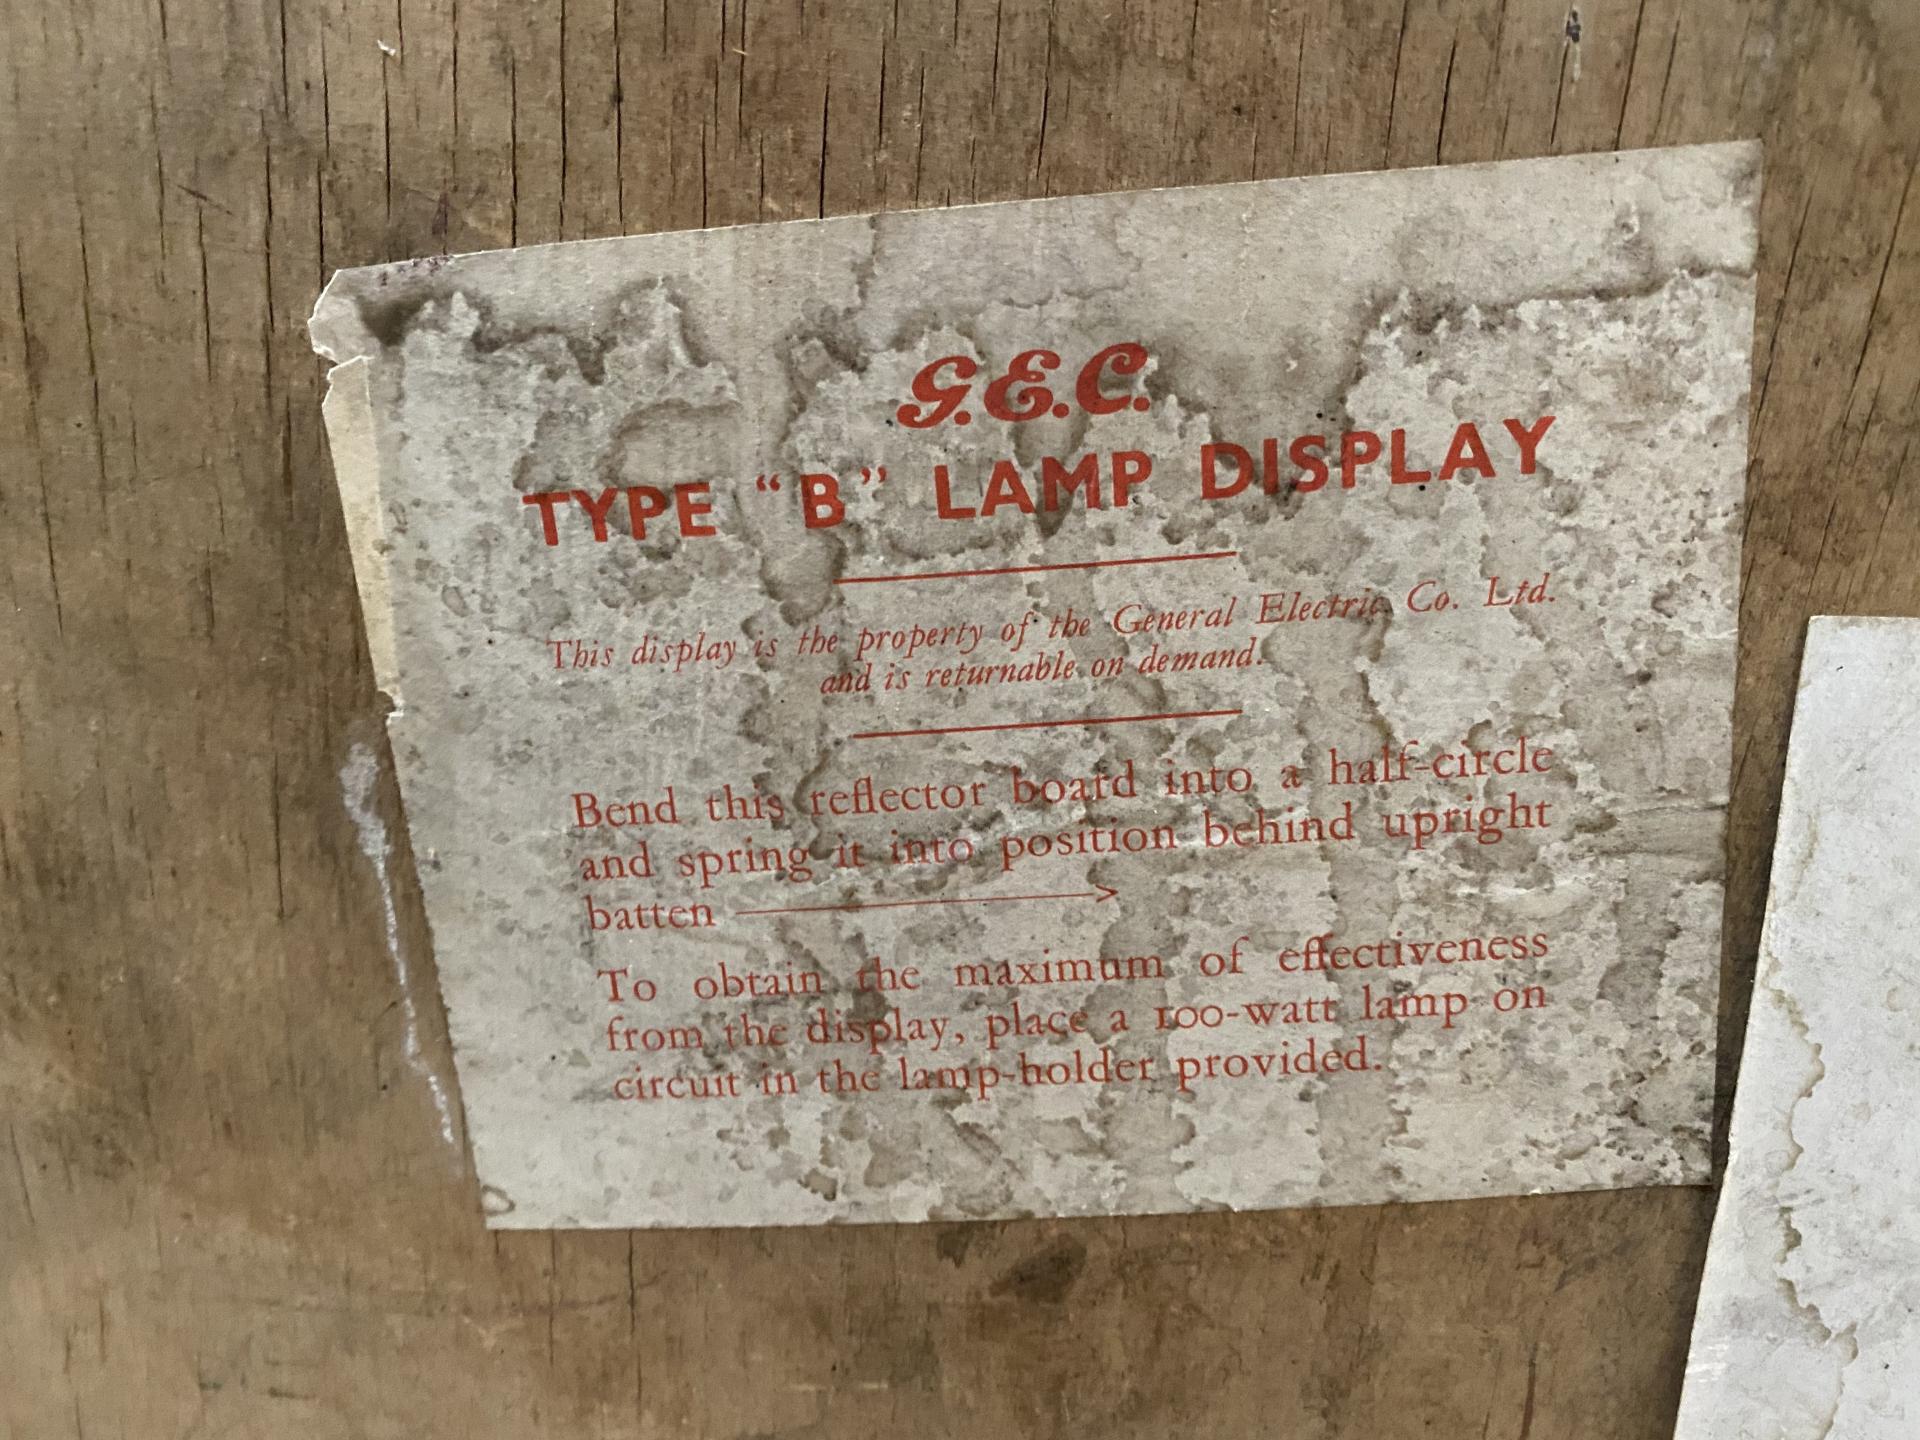 G.E.C.
TYPE “B” LAMP DISPLAY
This display is the property of the General Electric Co. Ltd.
and is returnable on demand.
Bend this reflector board into a half-circle
and spring it into position behind upright
batten
To obtain the maximum of effectiveness
from the display, place a 100-watt lamp on
circuit in the lamp-holder provided.